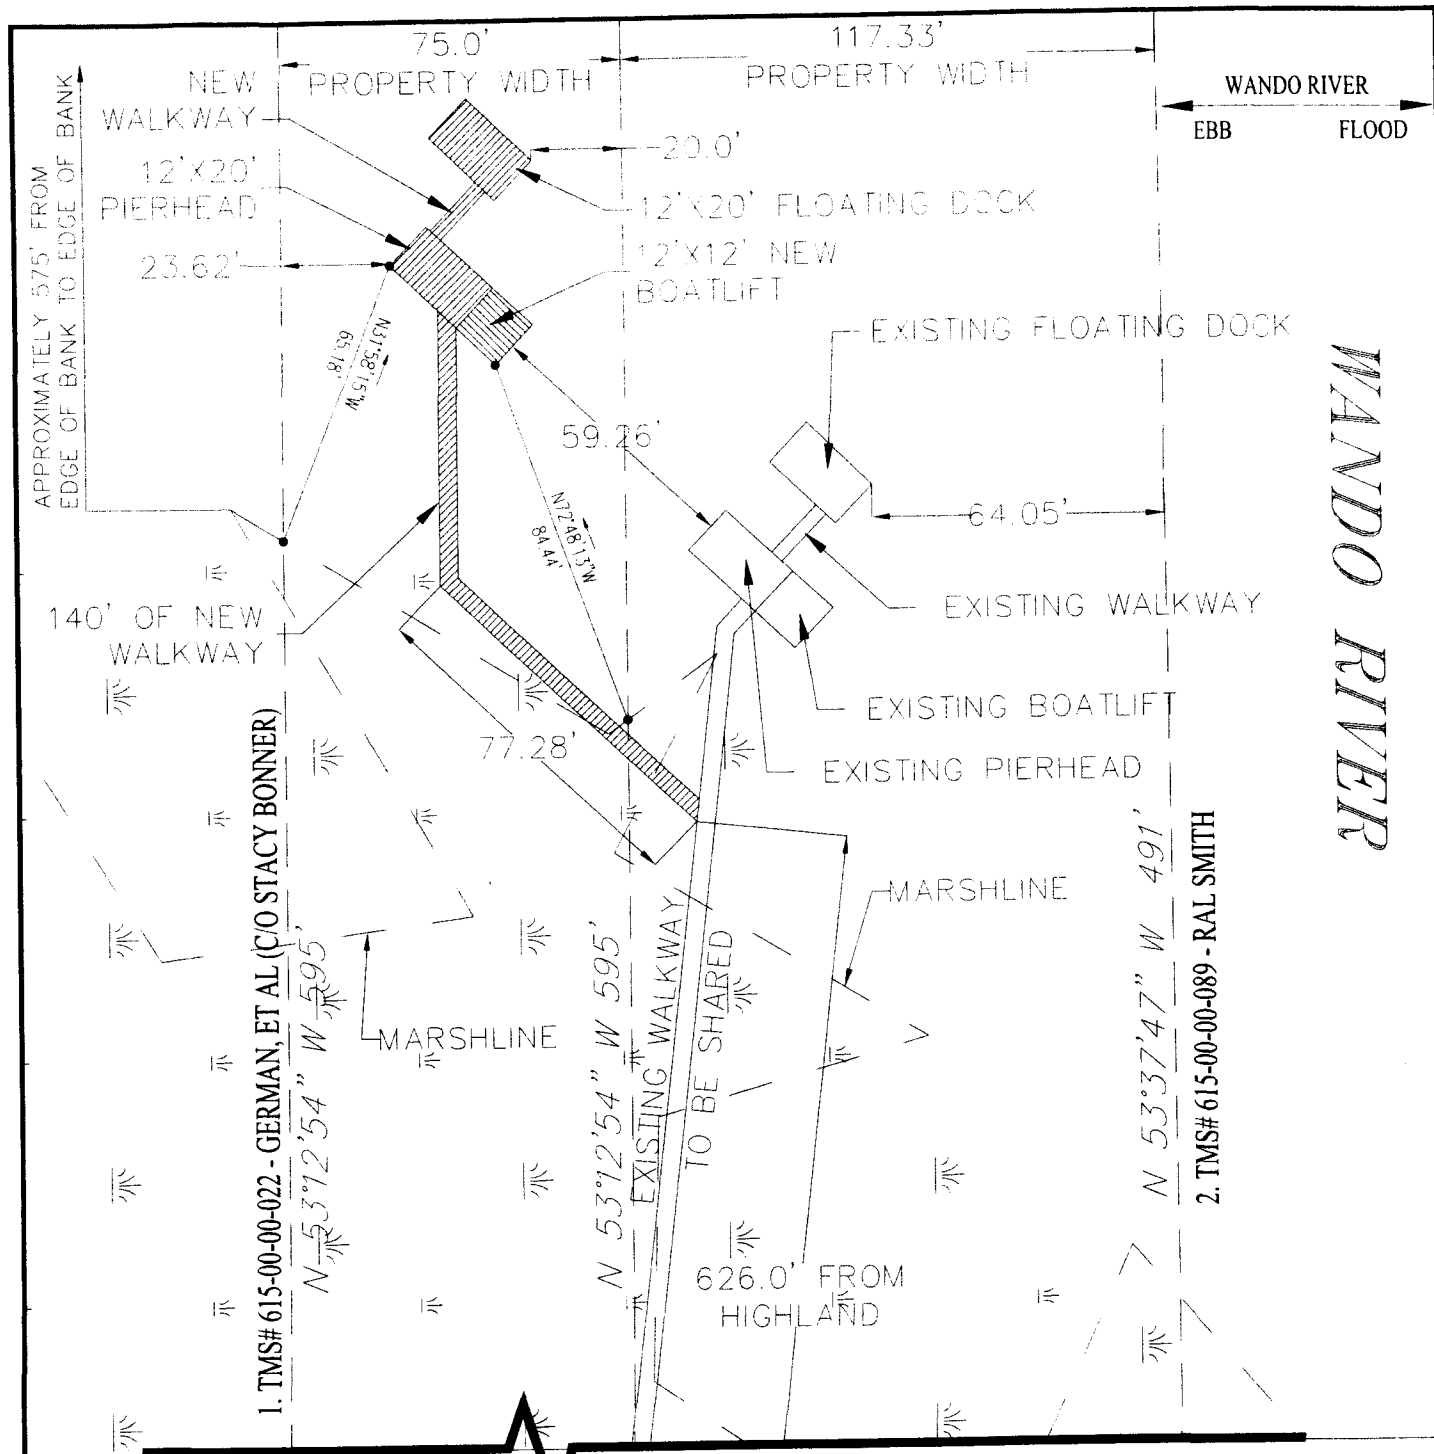 75.0'
PROPERTY WIDTH
117.33'
PROPERTY WIDTH
WANDO RIVER
EBB FLOOD
NEW
WALKWAY
12'X20'
PIERHEAD
23.62'
20.0'
12'X20' FLOATING DOCK
12'X12' NEW
BOATLIFT
EXISTING FLOATING DOCK
APPROXIMATELY 575' FROM
EDGE OF BANK TO EDGE OF BANK
N31°58'15"W
65.18'
59.26'
N72°48'13"W
84.44'
64.05'
WANDO RIVER
140' OF NEW
WALKWAY
EXISTING WALKWAY
EXISTING BOATLIFT
EXISTING PIERHEAD
77.28'
MARSHLINE
MARSHLINE
1. TMS# 615-00-00-022 - GERMAN, ET AL (C/O STACY BONNER)
N 53°12'54" W 595'
N 53°12'54" W 595'
EXISTING WALKWAY
TO BE SHARED
N 53°37'47" W 491'
2. TMS# 615-00-00-089 - RAL SMITH
626.0' FROM
HIGHLAND